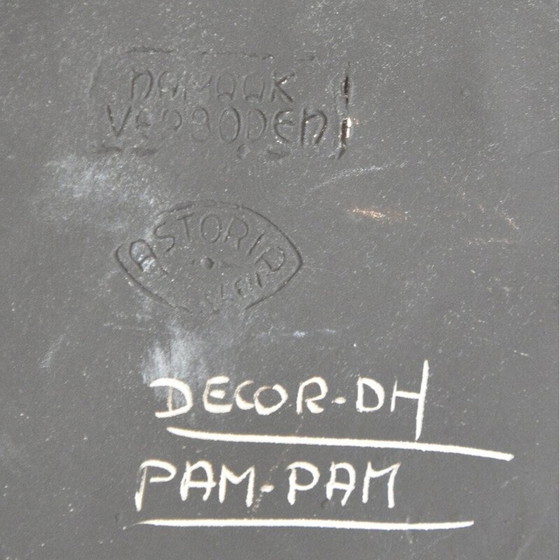 NAMAAK
VERBODEN
ASTORIA
DECOR-DH
PAM-PAM